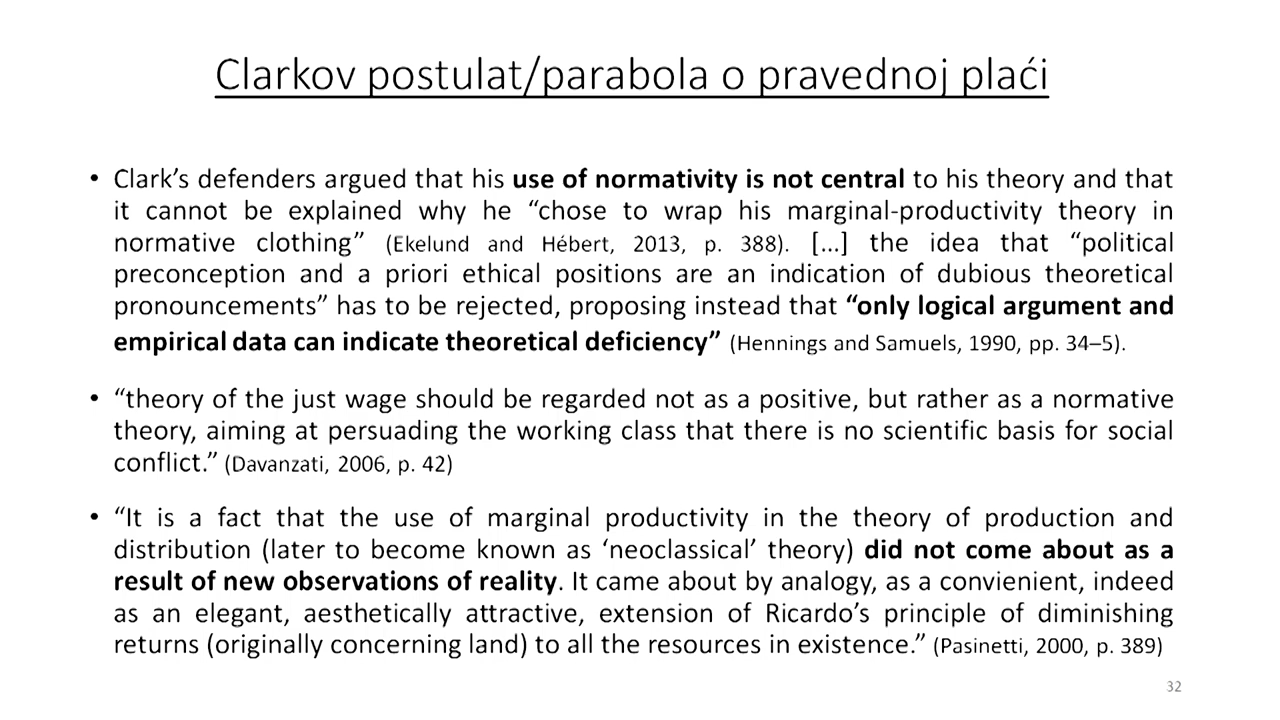 Clarkov postulat/parabola o pravednoj plaći
• Clark’s defenders argued that his use of normativity is not central to his theory and that
it cannot be explained why he “chose to wrap his marginal-productivity theory in
normative clothing” (Ekelund and Hébert, 2013, p. 388). […] the idea that “political
preconception and a priori ethical positions are an indication of dubious theoretical
pronouncements” has to be rejected, proposing instead that “only logical argument and
empirical data can indicate theoretical deficiency” (Hennings and Samuels, 1990, pp. 34–5).
• “theory of the just wage should be regarded not as a positive, but rather as a normative
theory, aiming at persuading the working class that there is no scientific basis for social
conflict.” (Davanzati, 2006, p. 42)
• “It is a fact that the use of marginal productivity in the theory of production and
distribution (later to become known as ‘neoclassical’ theory) did not come about as a
result of new observations of reality. It came about by analogy, as a convienient, indeed
as an elegant, aesthetically attractive, extension of Ricardo’s principle of diminishing
returns (originally concerning land) to all the resources in existence.” (Pasinetti, 2000, p. 389)
32